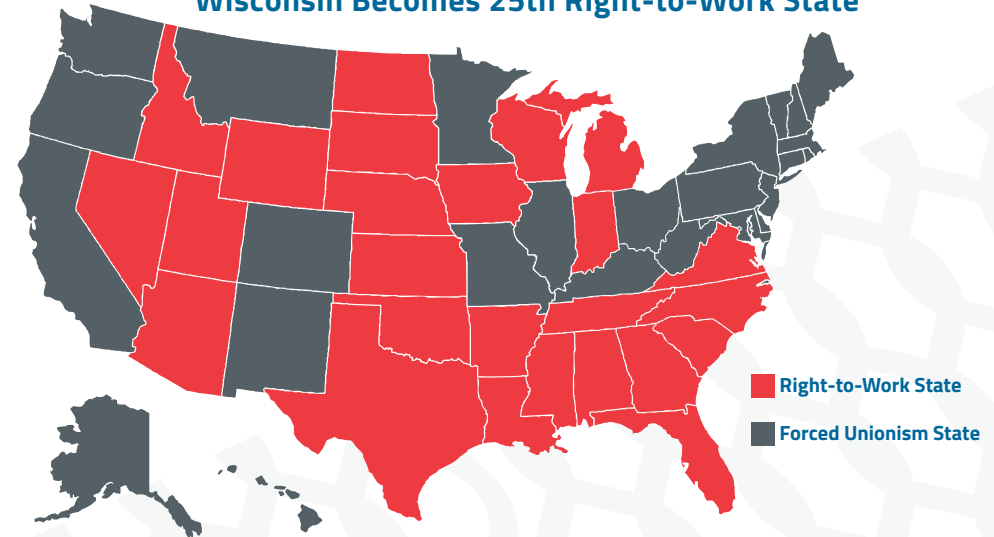 Wisconsin Becomes 25th Right-to-Work State
Right-to-Work State
Forced Unionism State